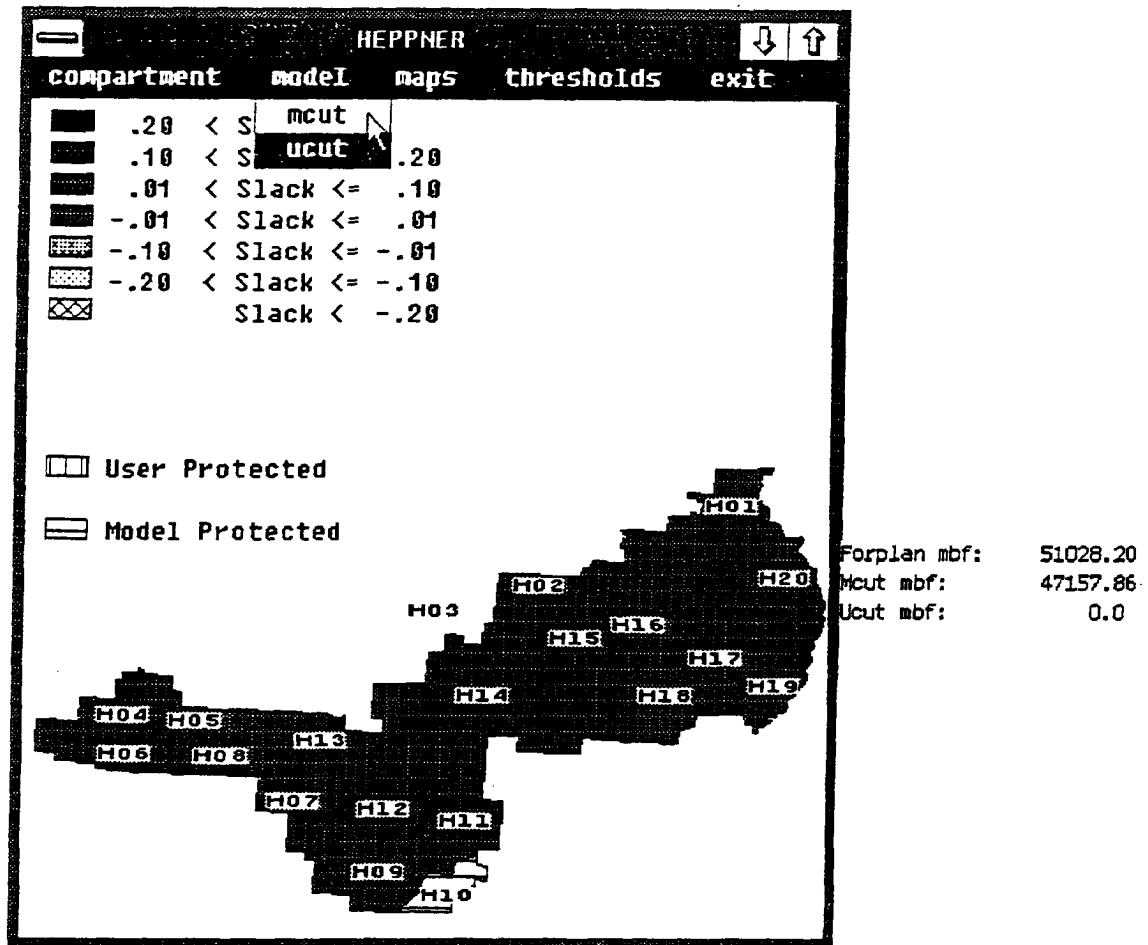 HEPPNER
compartment model maps thresholds exit
mcut
ucut
.20 < S
.10 < S .20
.01 < Slack <= .10
-.01 < Slack <= .01
-.10 < Slack <= -.01
-.20 < Slack <= -.10
Slack < -.20
User Protected
Model Protected
Forplan mbf: 51028.20
Mcut mbf: 47157.86
Ucut mbf: 0.0
H01
H02
H20
H03
H15
H16
H17
H14
H18
H19
H04
H05
H13
H06
H08
H07
H12
H11
H09
H10